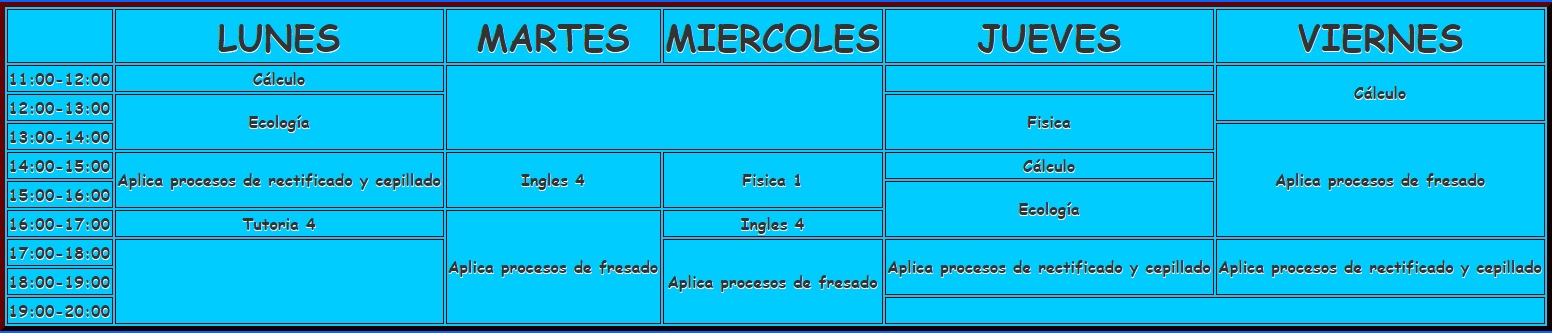 LUNES MARTES MIERCOLES JUEVES VIERNES
11:00-12:00 Cálculo Cálculo
12:00-13:00 Ecología Fisica
13:00-14:00 Aplica procesos de fresado
14:00-15:00 Aplica procesos de rectificado y cepillado Ingles 4 Fisica 1 Cálculo
15:00-16:00 Ecología
16:00-17:00 Tutoria 4 Aplica procesos de fresado Ingles 4
17:00-18:00 Aplica procesos de fresado Aplica procesos de rectificado y cepillado Aplica procesos de rectificado y cepillado
18:00-19:00
19:00-20:00